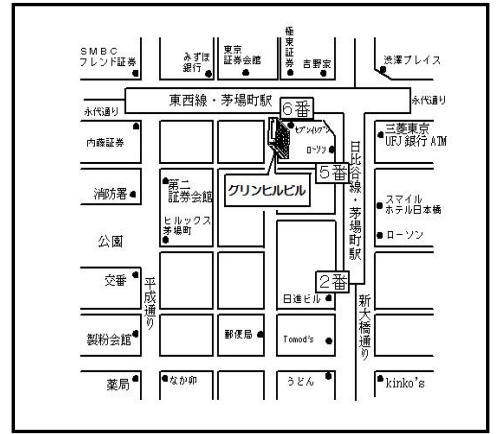 SMBC
フレンド証券
みずほ
銀行
東京
証券会館
極
東
証
券
吉野家
渋澤プレイス
永代通り
東西線・茅場町駅
6番
永代通り
内藤証券
セブンイレブン
ローソン
三菱東京
UFJ銀行ATM
5番
グリンヒルビル
日比谷線・茅場町駅
消防署
第二
証券会館
ヒルックス
茅場町
スマイル
ホテル日本橋
ローソン
公園
交番
平成通り
2番
日進ビル
新大橋通り
製粉会館
郵便局
Tomod's
薬局
なか卯
うどん
kinko's